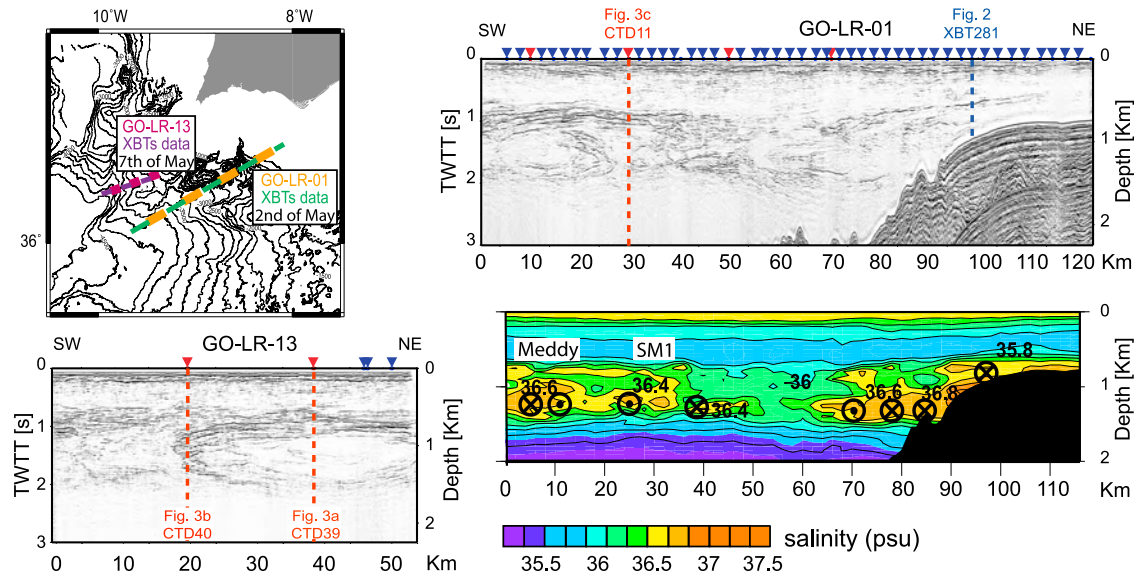 10˚W 8˚W
36˚
3000
3000
3500
GO-LR-13
XBTs data
7th of May
GO-LR-01
XBTs data
2nd of May
Fig. 3c
CTD11
Fig. 2
XBT281
SW GO-LR-01 NE
TWTT [s]
0
1
2
3
Depth [Km]
0
1
2
0 10 20 30 40 50 60 70 80 90 100 120 Km
SW GO-LR-13 NE
TWTT [s]
0
1
2
3
Depth [Km]
0
1
2
Fig. 3b
CTD40
Fig. 3a
CTD39
0 10 20 40 50 Km
Meddy SM1
36.6
36.4
36.4
36
36.6
36.8
35.8
Depth [Km]
0
1
2
0 10 20 30 40 50 60 70 80 90 100 110 Km
salinity (psu)
35.5 36 36.5 37 37.5